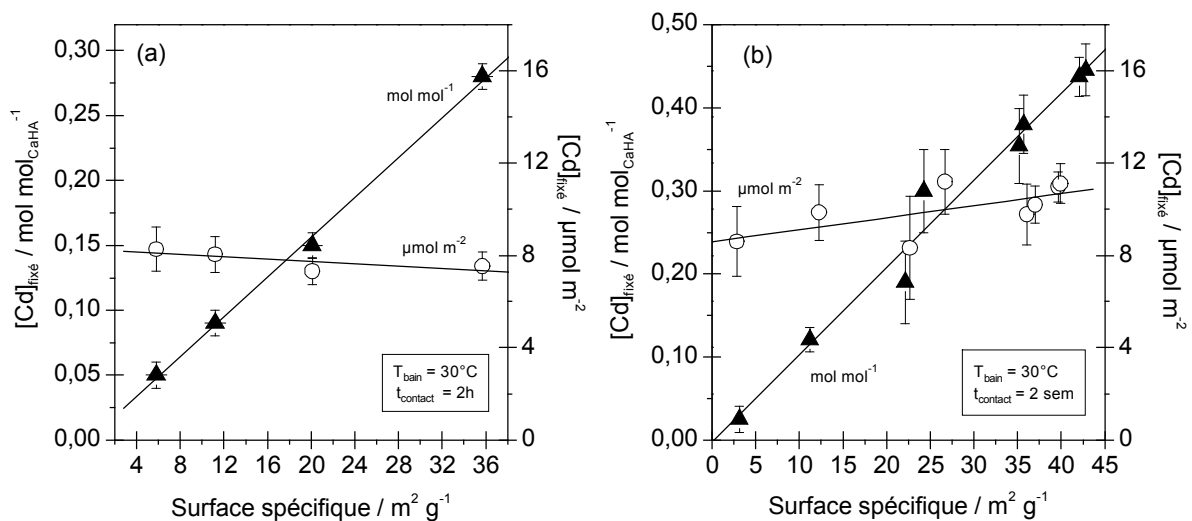 (a)
0,30
0,25
0,20
0,15
0,10
0,05
0,00
[Cd]fixé / mol molCaHA⁻¹
mol mol⁻¹
µmol m⁻²
Tbain = 30°C
tcontact = 2h
16
12
8
4
0
[Cd]fixé / µmol m⁻²
4 8 12 16 20 24 28 32 36
Surface spécifique / m² g⁻¹
(b)
0,50
0,40
0,30
0,20
0,10
0,00
[Cd]fixé / mol molCaHA⁻¹
µmol m⁻²
mol mol⁻¹
Tbain = 30°C
tcontact = 2 sem
16
12
8
4
0
[Cd]fixé / µmol m⁻²
0 5 10 15 20 25 30 35 40 45
Surface spécifique / m² g⁻¹